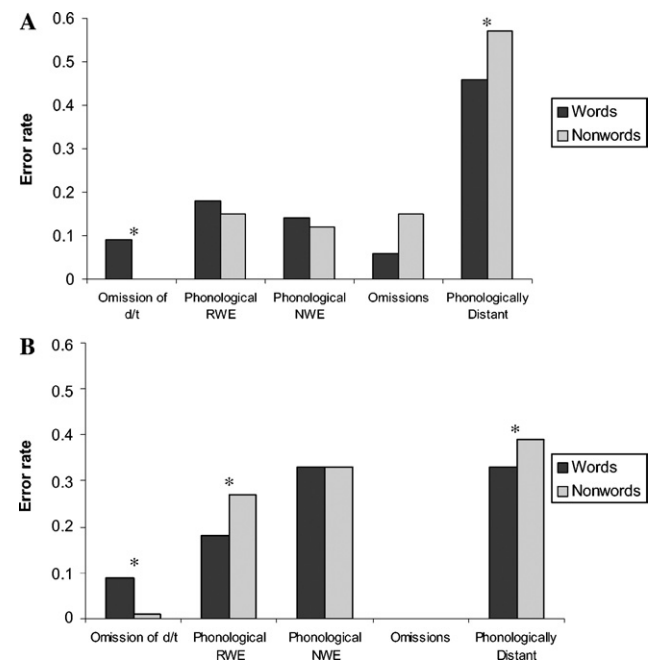 A
0.6
0.5
0.4
0.3
0.2
0.1
0
Error rate
*
*
Omission of d/t
Phonological RWE
Phonological NWE
Omissions
Phonologically Distant
Words
Nonwords
B
0.6
0.5
0.4
0.3
0.2
0.1
0
Error rate
*
*
*
Omission of d/t
Phonological RWE
Phonological NWE
Omissions
Phonologically Distant
Words
Nonwords